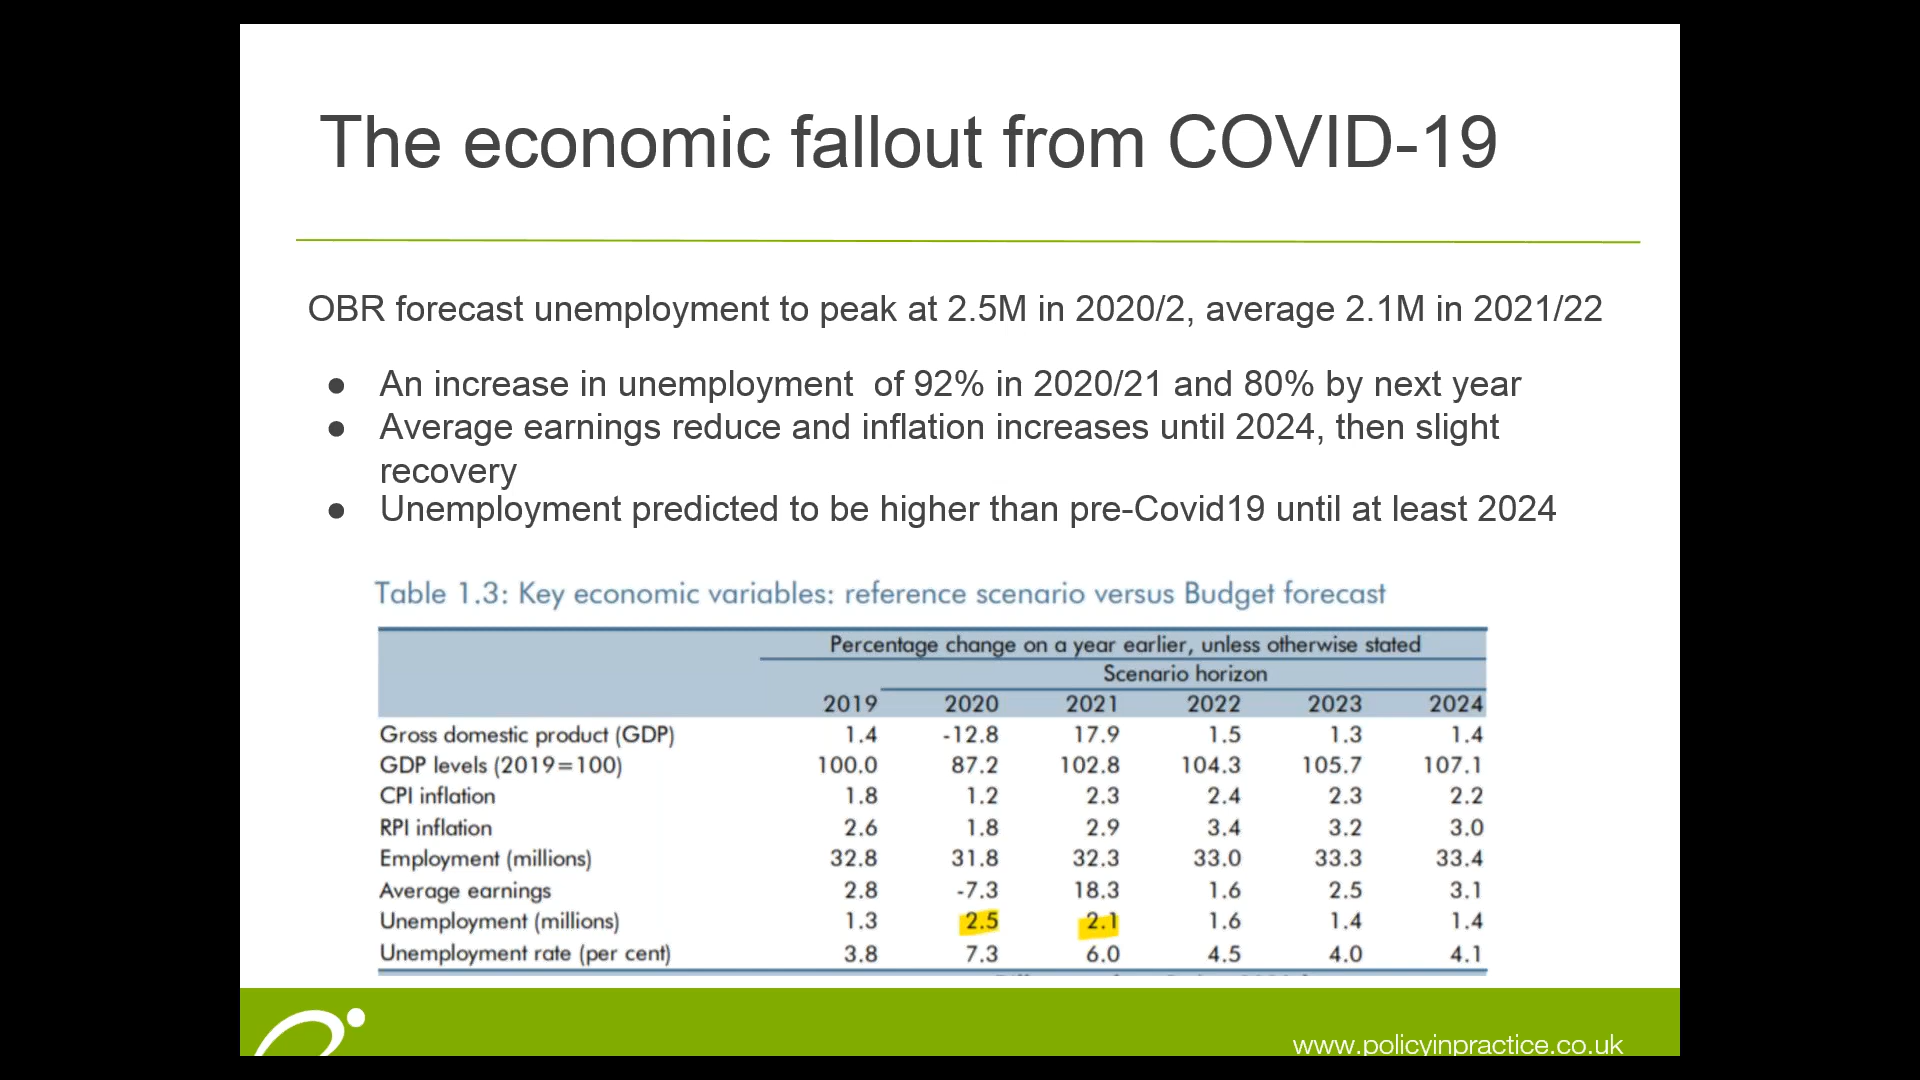 The economic fallout from COVID-19
OBR forecast unemployment to peak at 2.5M in 2020/2, average 2.1M in 2021/22
● An increase in unemployment  of 92% in 2020/21 and 80% by next year
● Average earnings reduce and inflation increases until 2024, then slight
recovery
● Unemployment predicted to be higher than pre-Covid19 until at least 2024
Table 1.3: Key economic variables: reference scenario versus Budget forecast
Percentage change on a year earlier, unless otherwise stated
Scenario horizon
2019 2020 2021 2022 2023 2024
Gross domestic product (GDP) 1.4 -12.8 17.9 1.5 1.3 1.4
GDP levels (2019=100) 100.0 87.2 102.8 104.3 105.7 107.1
CPI inflation 1.8 1.2 2.3 2.4 2.3 2.2
RPI inflation 2.6 1.8 2.9 3.4 3.2 3.0
Employment (millions) 32.8 31.8 32.3 33.0 33.3 33.4
Average earnings 2.8 -7.3 18.3 1.6 2.5 3.1
Unemployment (millions) 1.3 2.5 2.1 1.6 1.4 1.4
Unemployment rate (per cent) 3.8 7.3 6.0 4.5 4.0 4.1
www.policyinpractice.co.uk